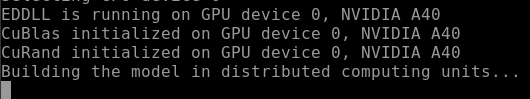 EDDLL is running on GPU device 0, NVIDIA A40
CuBlas initialized on GPU device 0, NVIDIA A40
CuRand initialized on GPU device 0, NVIDIA A40
Building the model in distributed computing units...